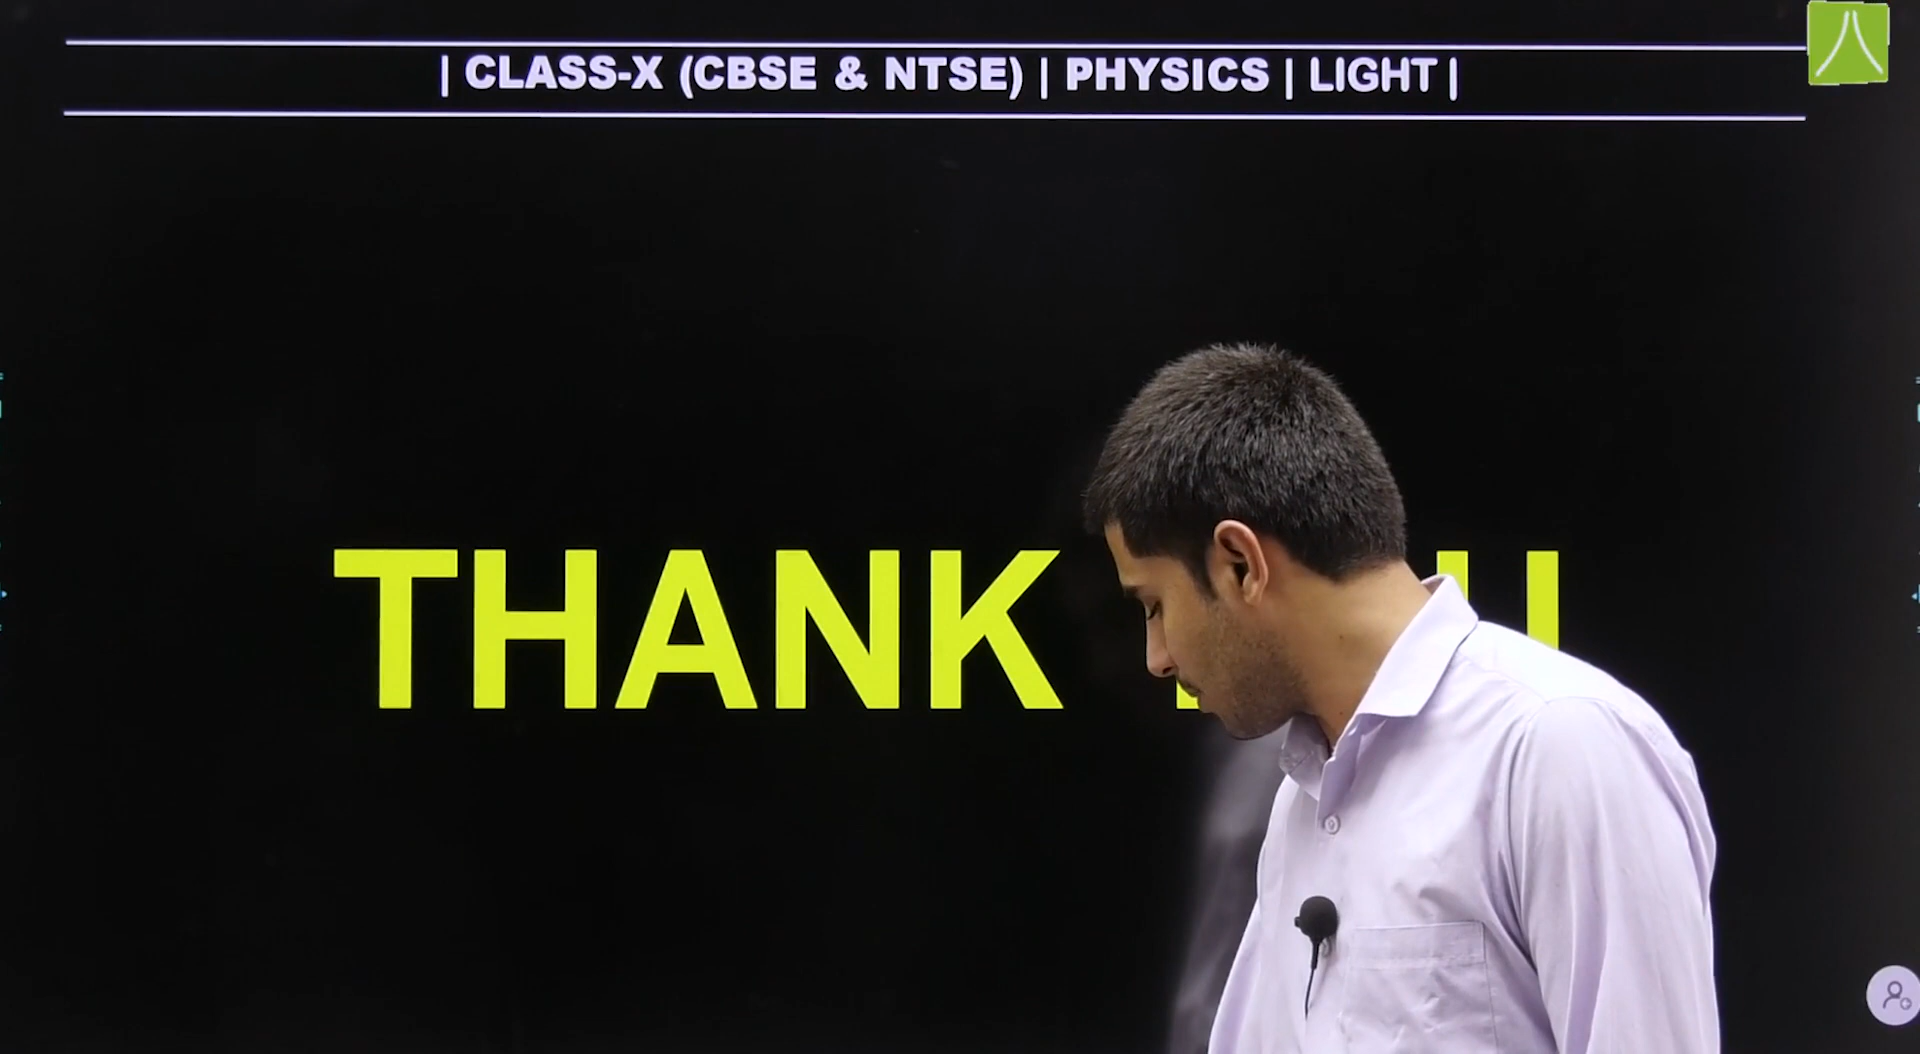 | CLASS-X (CBSE & NTSE) | PHYSICS | LIGHT |
THANK